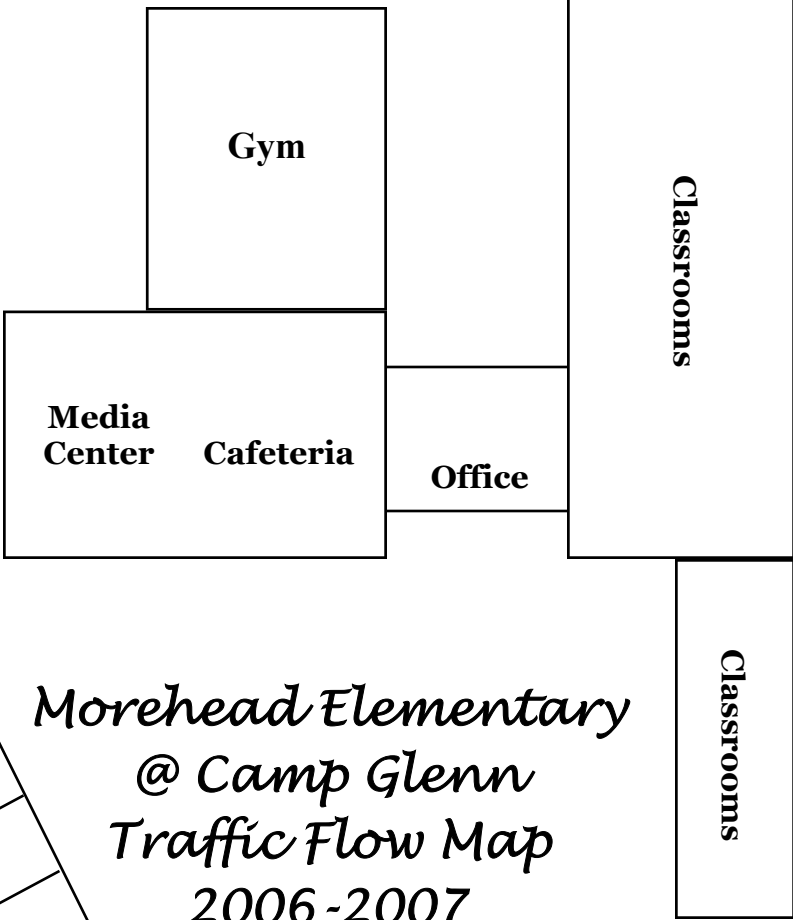 Gym
Classrooms
Media
Center
Cafeteria
Office
Classrooms
Morehead Elementary
@ Camp Glenn
Traffic Flow Map
2006-2007